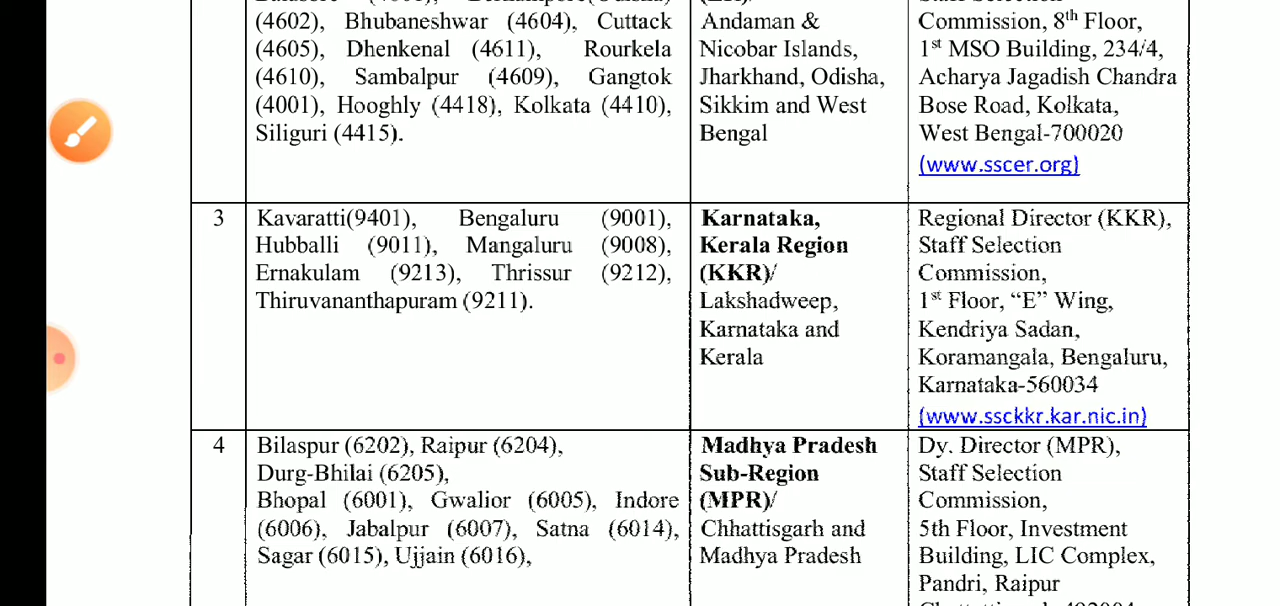 (4602), Bhubaneshwar (4604), Cuttack
(4605), Dhenkenal (4611), Rourkela
(4610), Sambalpur (4609), Gangtok
(4001), Hooghly (4418), Kolkata (4410),
Siliguri (4415).
Andaman &
Nicobar Islands,
Jharkhand, Odisha,
Sikkim and West
Bengal
Commission, 8th Floor,
1st MSO Building, 234/4,
Acharya Jagadish Chandra
Bose Road, Kolkata,
West Bengal-700020
(www.sscer.org)
3
Kavaratti(9401), Bengaluru (9001),
Hubballi (9011), Mangaluru (9008),
Ernakulam (9213), Thrissur (9212),
Thiruvananthapuram (9211).
Karnataka,
Kerala Region
(KKR)/
Lakshadweep,
Karnataka and
Kerala
Regional Director (KKR),
Staff Selection
Commission,
1st Floor, “E” Wing,
Kendriya Sadan,
Koramangala, Bengaluru,
Karnataka-560034
(www.ssckkr.kar.nic.in)
4
Bilaspur (6202), Raipur (6204),
Durg-Bhilai (6205),
Bhopal (6001), Gwalior (6005), Indore
(6006), Jabalpur (6007), Satna (6014),
Sagar (6015), Ujjain (6016),
Madhya Pradesh
Sub-Region
(MPR)/
Chhattisgarh and
Madhya Pradesh
Dy. Director (MPR),
Staff Selection
Commission,
5th Floor, Investment
Building, LIC Complex,
Pandri, Raipur